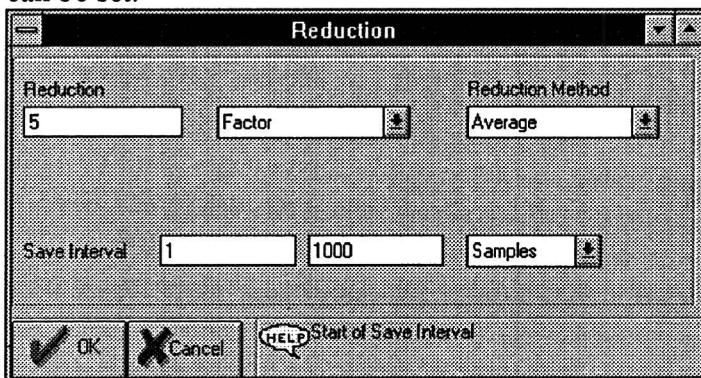 Reduction
Reduction Reduction Method
5 Factor Average
Save Interval 1 1000 Samples
OK Cancel HELP Start of Save Interval